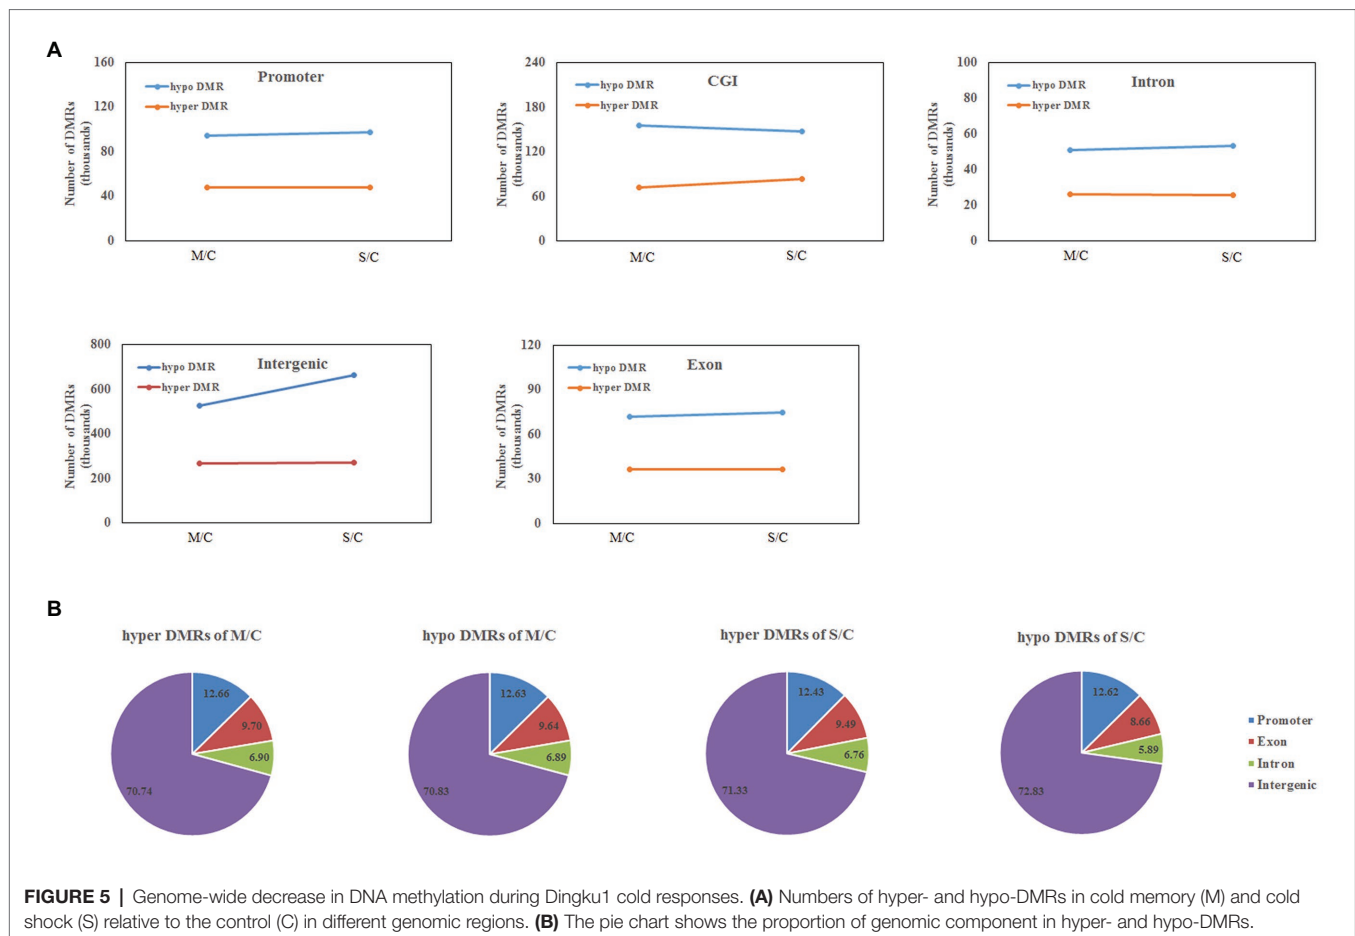 A
Promoter
hypo DMR
hyper DMR
Number of DMRs
(thousands)
160
120
80
40
0
M/C
S/C
CGI
hypo DMR
hyper DMR
Number of DMRs
(thousands)
240
180
120
60
0
M/C
S/C
Intron
hypo DMR
hyper DMR
Number of DMRs
(thousands)
100
80
60
40
20
0
M/C
S/C
Intergenic
hypo DMR
hyper DMR
Number of DMRs
(thousands)
800
600
400
200
0
M/C
S/C
Exon
hypo DMR
hyper DMR
Number of DMRs
(thousands)
120
90
60
30
0
M/C
S/C
B
hyper DMRs of M/C
12.66
9.70
6.90
70.74
hypo DMRs of M/C
12.63
9.64
6.89
70.83
hyper DMRs of S/C
12.43
9.49
6.76
71.33
hypo DMRs of S/C
12.62
8.66
5.89
72.83
Promoter
Exon
Intron
Intergenic
FIGURE 5 | Genome-wide decrease in DNA methylation during Dingku1 cold responses. (A) Numbers of hyper- and hypo-DMRs in cold memory (M) and cold
shock (S) relative to the control (C) in different genomic regions. (B) The pie chart shows the proportion of genomic component in hyper- and hypo-DMRs.